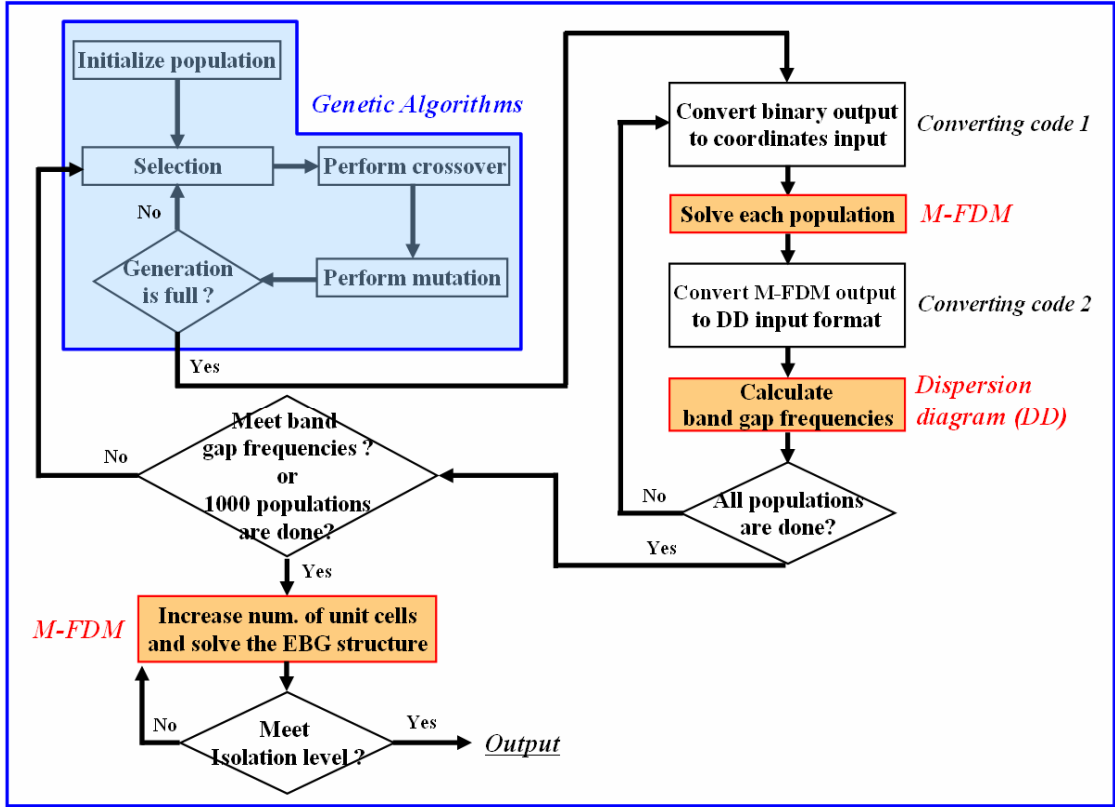 Initialize population
Genetic Algorithms
Selection
Perform crossover
No
Generation
is full ?
Perform mutation
Yes
Convert binary output
to coordinates input
Converting code 1
Solve each population
M-FDM
Convert M-FDM output
to DD input format
Converting code 2
Calculate
band gap frequencies
Dispersion
diagram (DD)
All populations
are done?
No
Yes
Meet band
gap frequencies ?
or
1000 populations
are done?
No
Yes
M-FDM
Increase num. of unit cells
and solve the EBG structure
Meet
Isolation level ?
No
Yes
Output